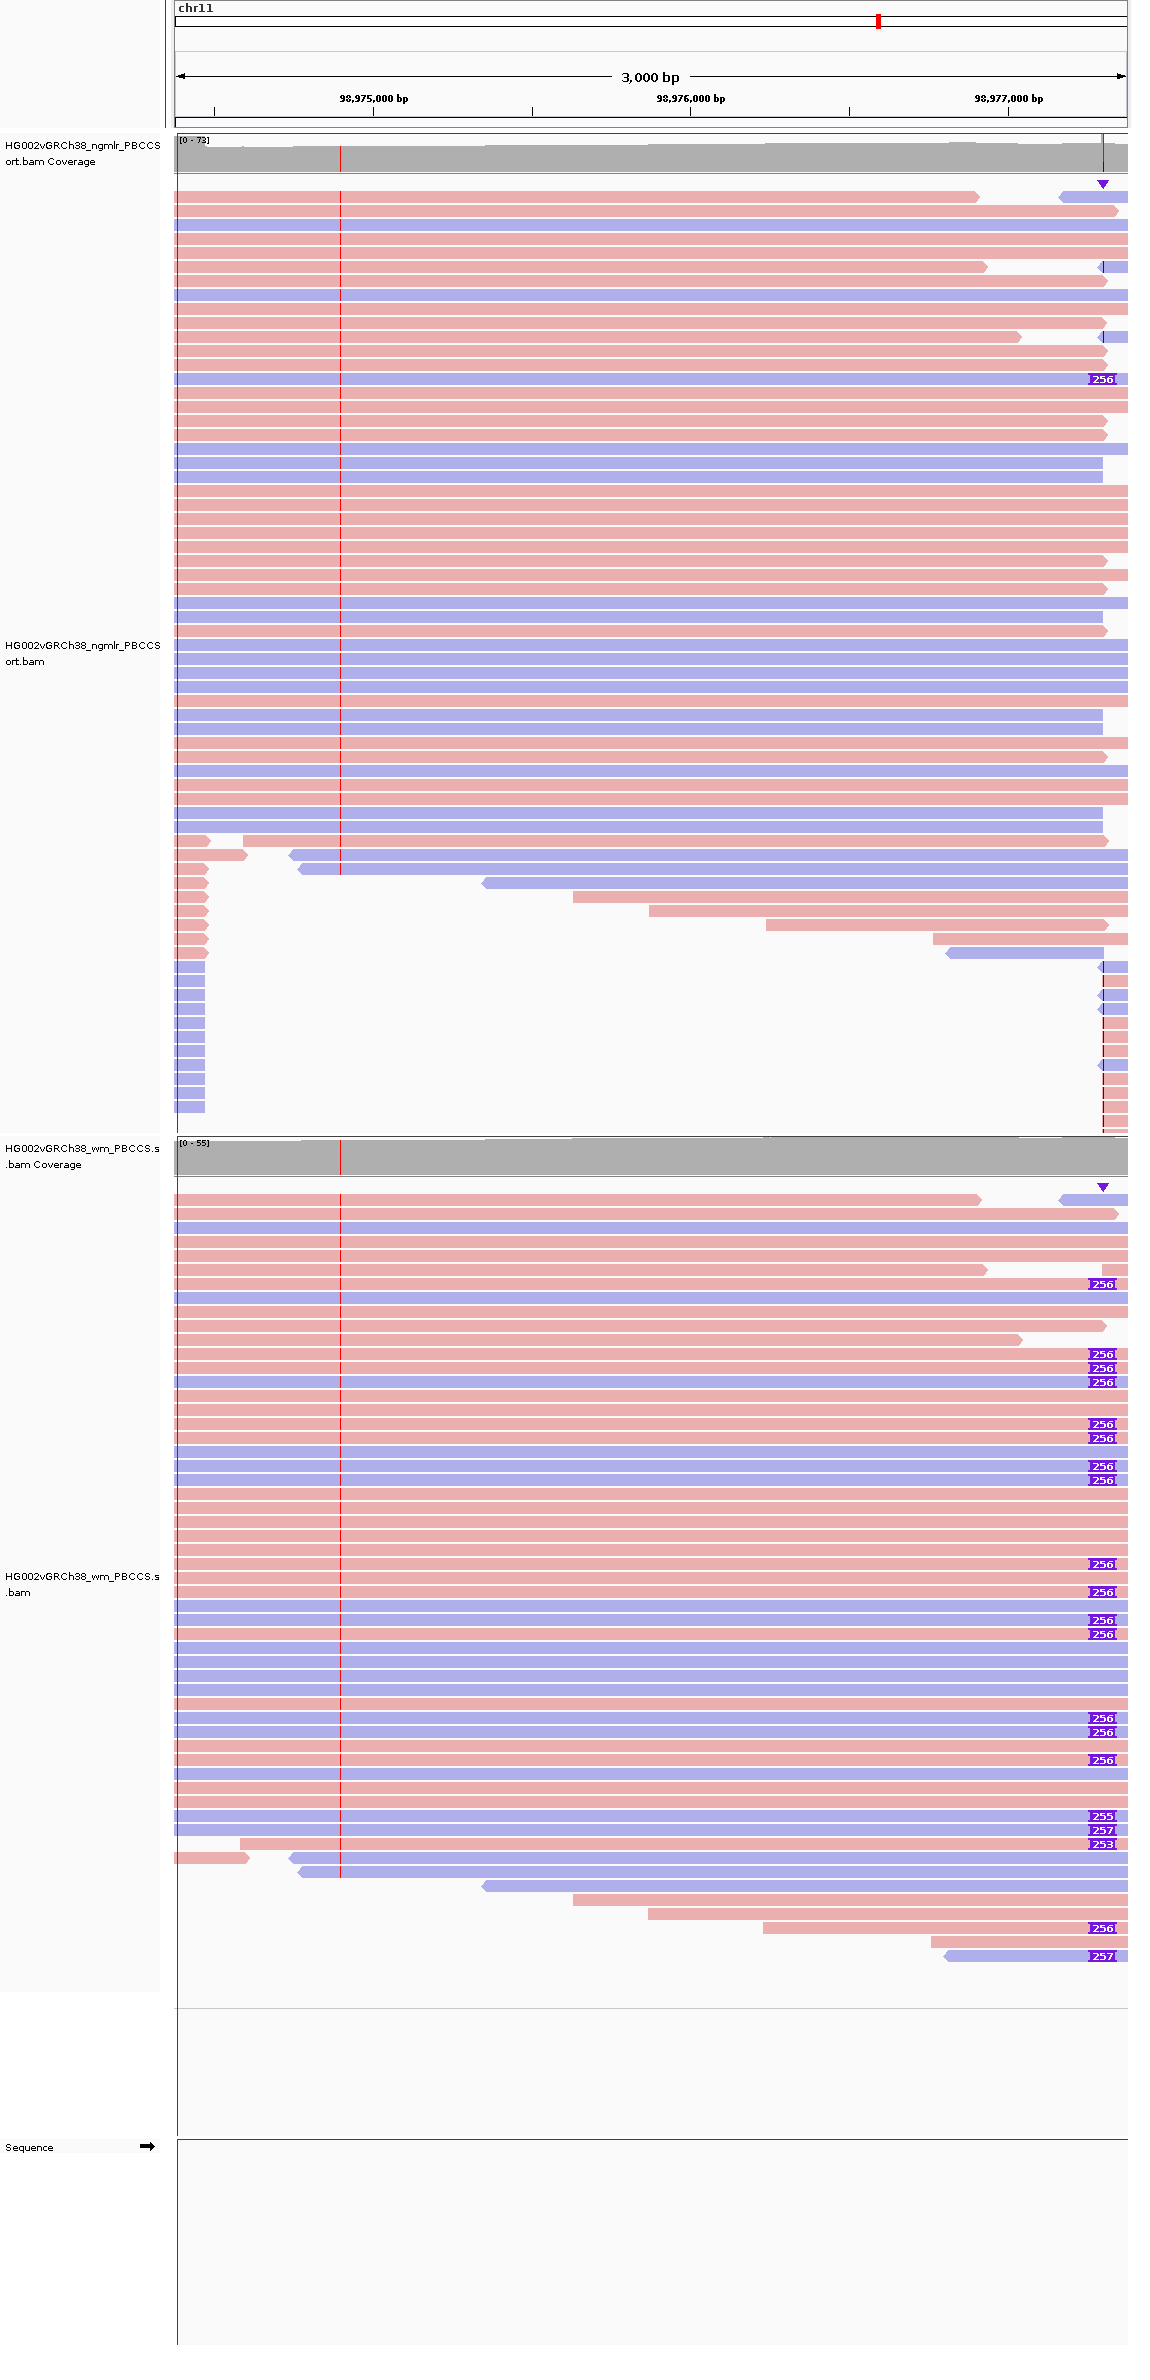 chr11
3,000 bp
98,975,000 bp 98,976,000 bp 98,977,000 bp
HG002vGRCh38_ngmlr_PBCCS
ort.bam Coverage
[0 - 73]
256
HG002vGRCh38_ngmlr_PBCCS
ort.bam
HG002vGRCh38_wm_PBCCS.s
.bam Coverage
[0 - 55]
256
256
256
256
256
256
256
256
256
256
HG002vGRCh38_wm_PBCCS.s
.bam
256
256
256
256
256
255
257
253
256
257
Sequence